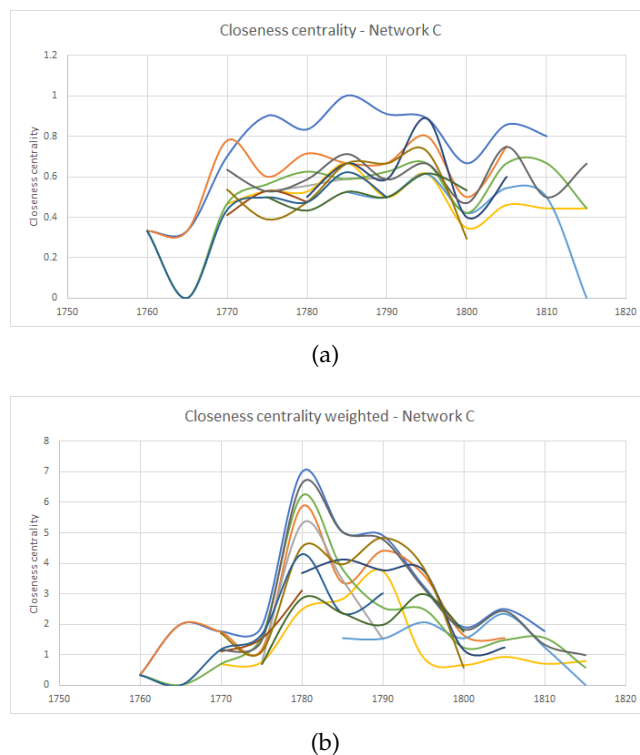 Closeness centrality - Network C
Closeness centrality
1.2
1
0.8
0.6
0.4
0.2
0
1750 1760 1770 1780 1790 1800 1810 1820
(a)
Closeness centrality weighted - Network C
Closeness centrality
8
7
6
5
4
3
2
1
0
1750 1760 1770 1780 1790 1800 1810 1820
(b)